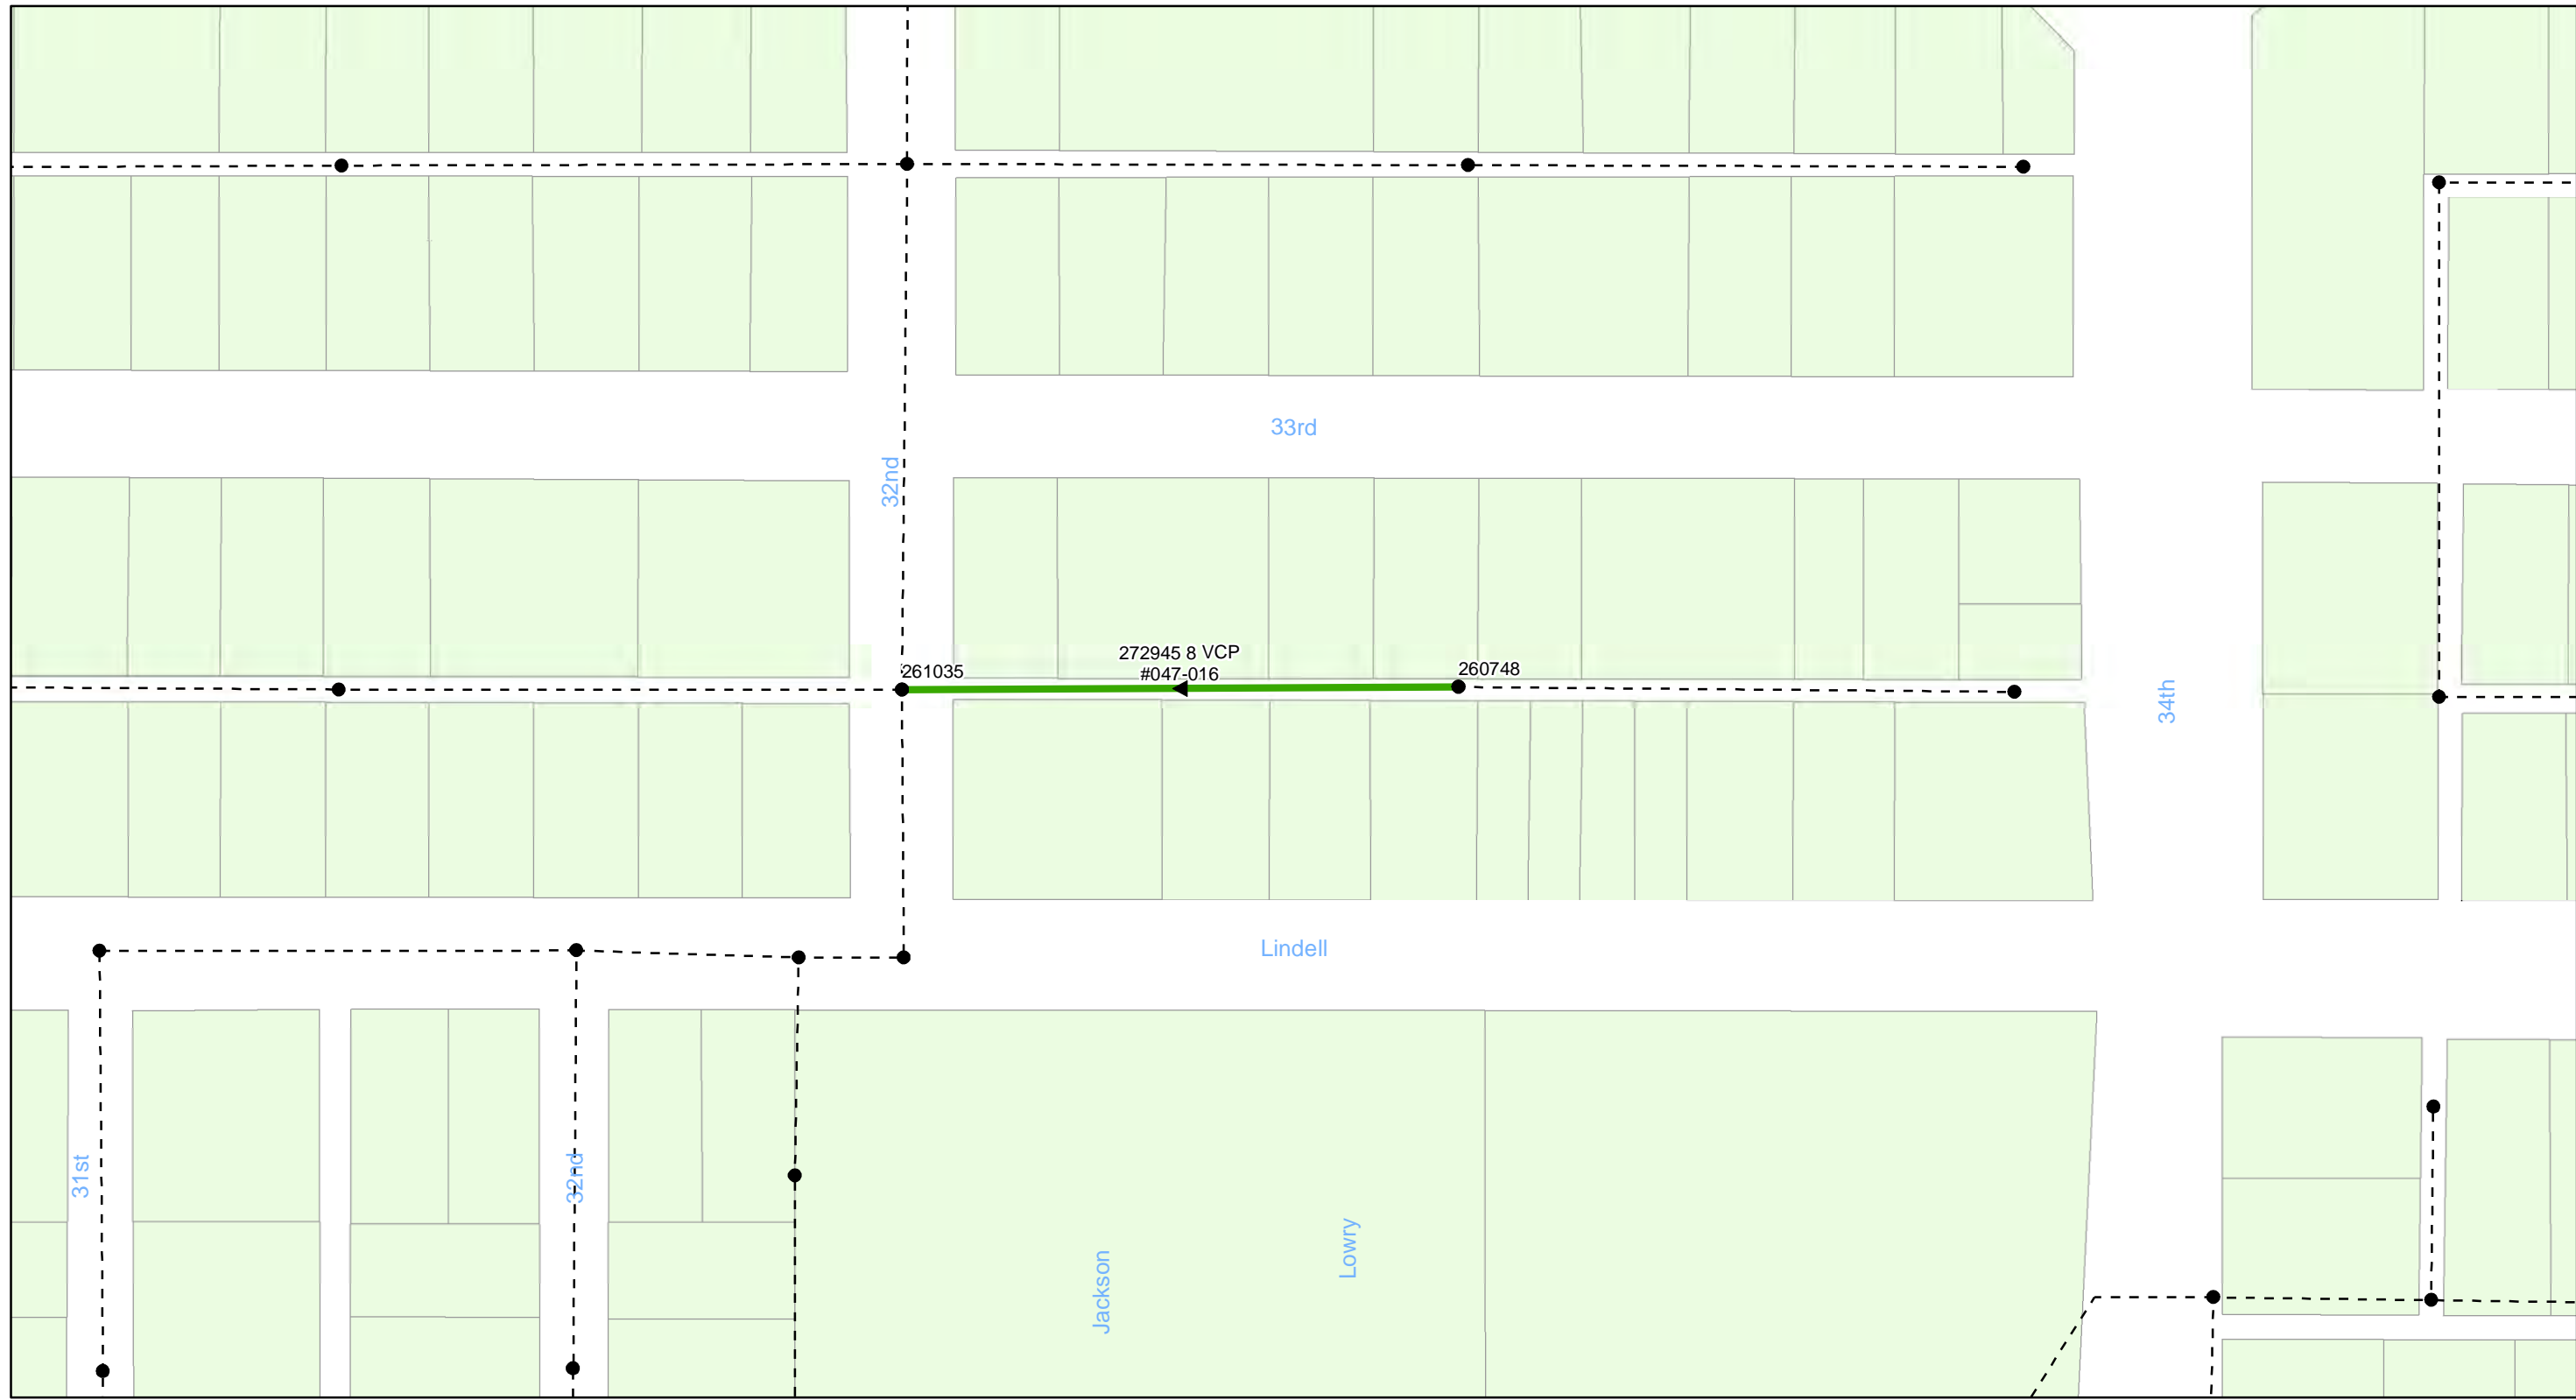 33rd
32nd
272945 8 VCP
#047-016
261035
260748
34th
Lindell
31st
32nd
Jackson
Lowry